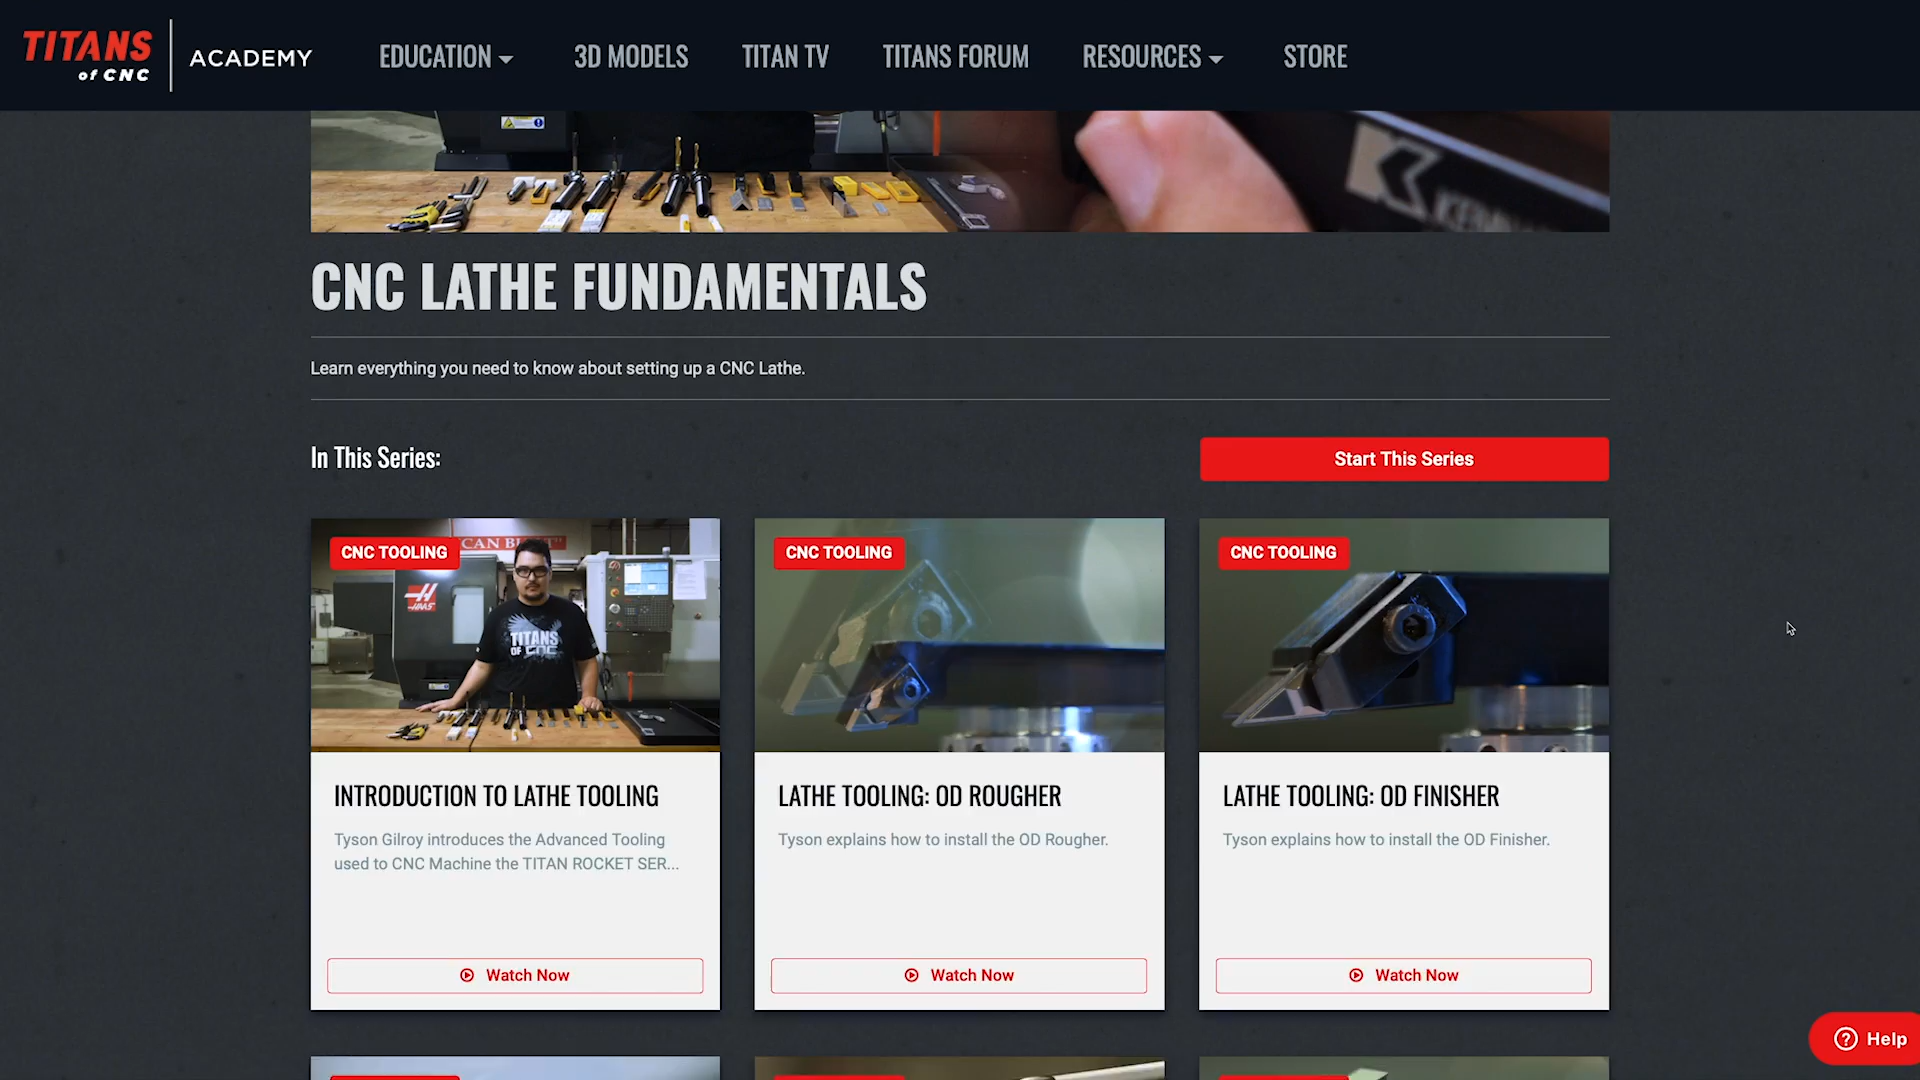 TITANS
of CNC
ACADEMY
EDUCATION
3D MODELS
TITAN TV
TITANS FORUM
RESOURCES
STORE
CNC LATHE FUNDAMENTALS
Learn everything you need to know about setting up a CNC Lathe.
In This Series:
Start This Series
CNC TOOLING
HAAS
TITANS
OF CNC
INTRODUCTION TO LATHE TOOLING
Tyson Gilroy introduces the Advanced Tooling
used to CNC Machine the TITAN ROCKET SER...
Watch Now
CNC TOOLING
LATHE TOOLING: OD ROUGHER
Tyson explains how to install the OD Rougher.
Watch Now
CNC TOOLING
LATHE TOOLING: OD FINISHER
Tyson explains how to install the OD Finisher.
Watch Now
Help